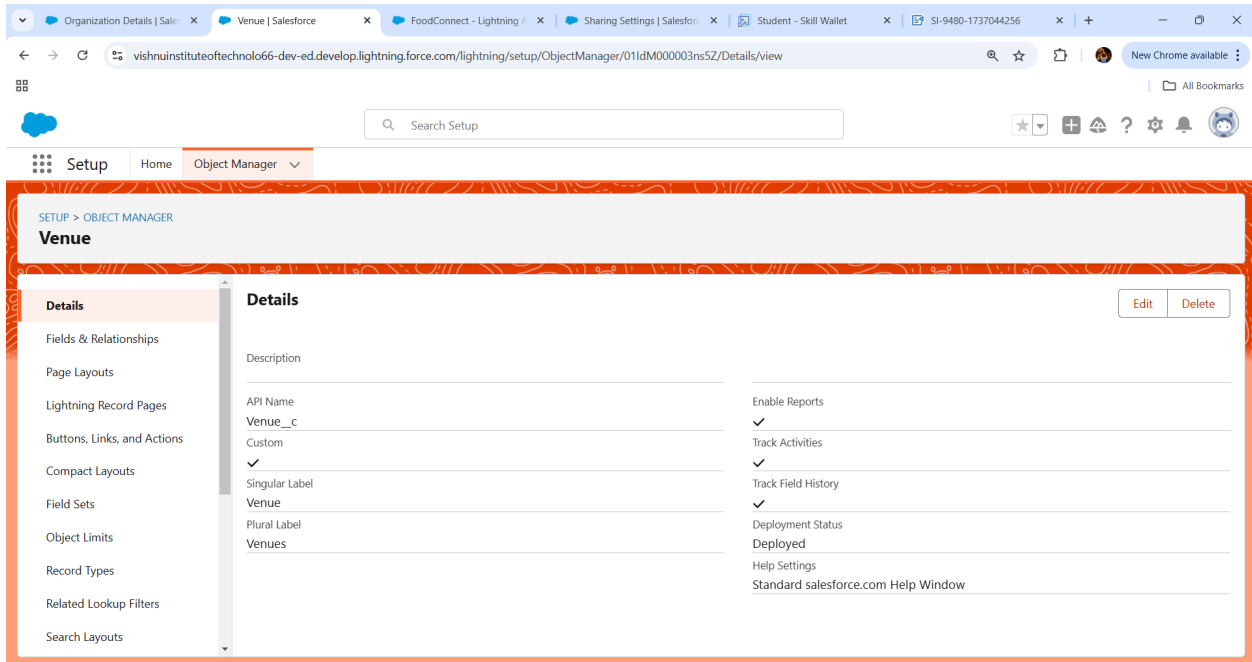 Organization Details | Sales
Venue | Salesforce
FoodConnect - Lightning A
Sharing Settings | Salesforc
Student - Skill Wallet
SI-9480-1737044256
vishnuinstituteoftechnolo66-dev-ed.develop.lightning.force.com/lightning/setup/ObjectManager/01IdM000003ns5Z/Details/view
New Chrome available
All Bookmarks
Search Setup
Setup
Home
Object Manager
SETUP > OBJECT MANAGER
Venue
Details
Fields & Relationships
Page Layouts
Lightning Record Pages
Buttons, Links, and Actions
Compact Layouts
Field Sets
Object Limits
Record Types
Related Lookup Filters
Search Layouts
Details
Edit
Delete
Description
API Name
Venue__c
Custom
Singular Label
Venue
Plural Label
Venues
Enable Reports
Track Activities
Track Field History
Deployment Status
Deployed
Help Settings
Standard salesforce.com Help Window